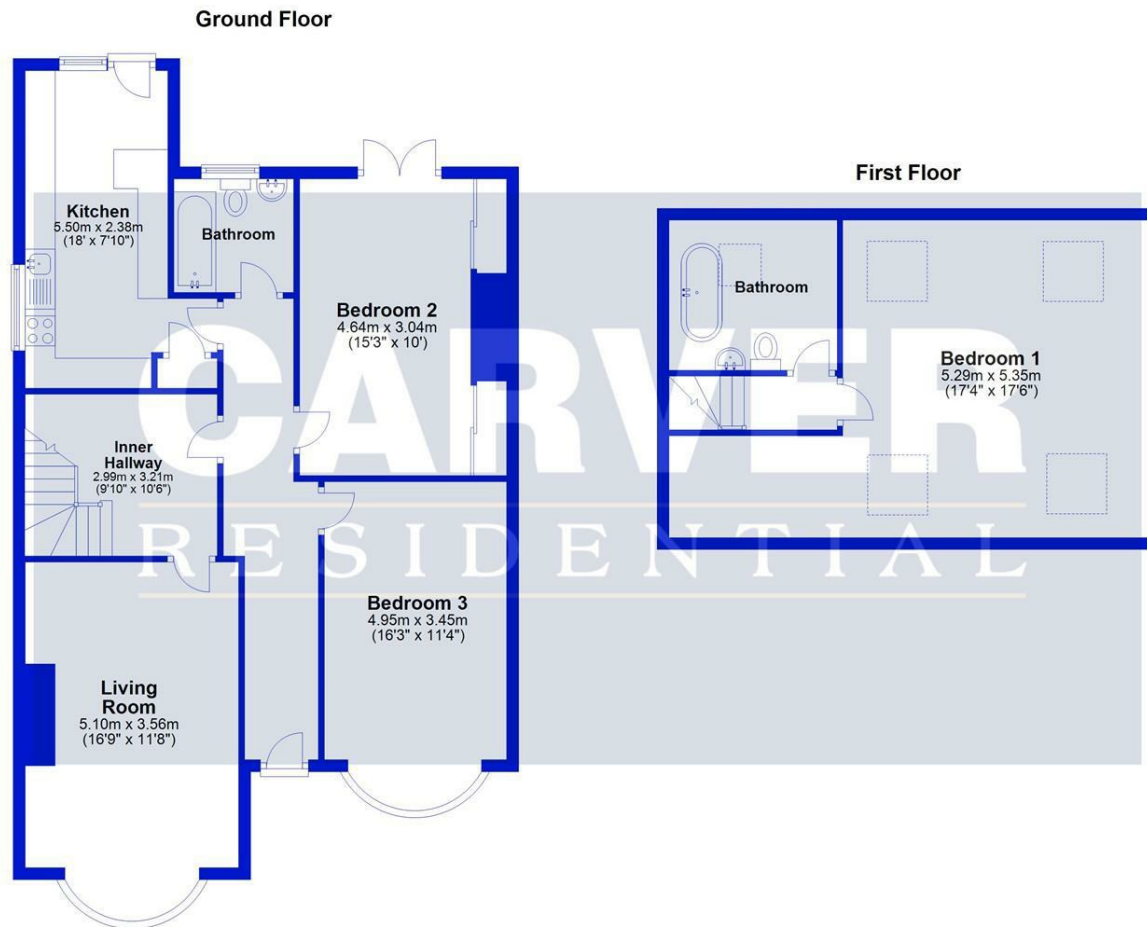 Ground Floor
Kitchen
5.50m x 2.38m
(18' x 7'10")
Bathroom
Bedroom 2
4.64m x 3.04m
(15'3" x 10')
Inner
Hallway
2.99m x 3.21m
(9'10" x 10'6")
Bedroom 3
4.95m x 3.45m
(16'3" x 11'4")
Living
Room
5.10m x 3.56m
(16'9" x 11'8")
First Floor
Bathroom
Bedroom 1
5.29m x 5.35m
(17'4" x 17'6")
CARVER
RESIDENTIAL